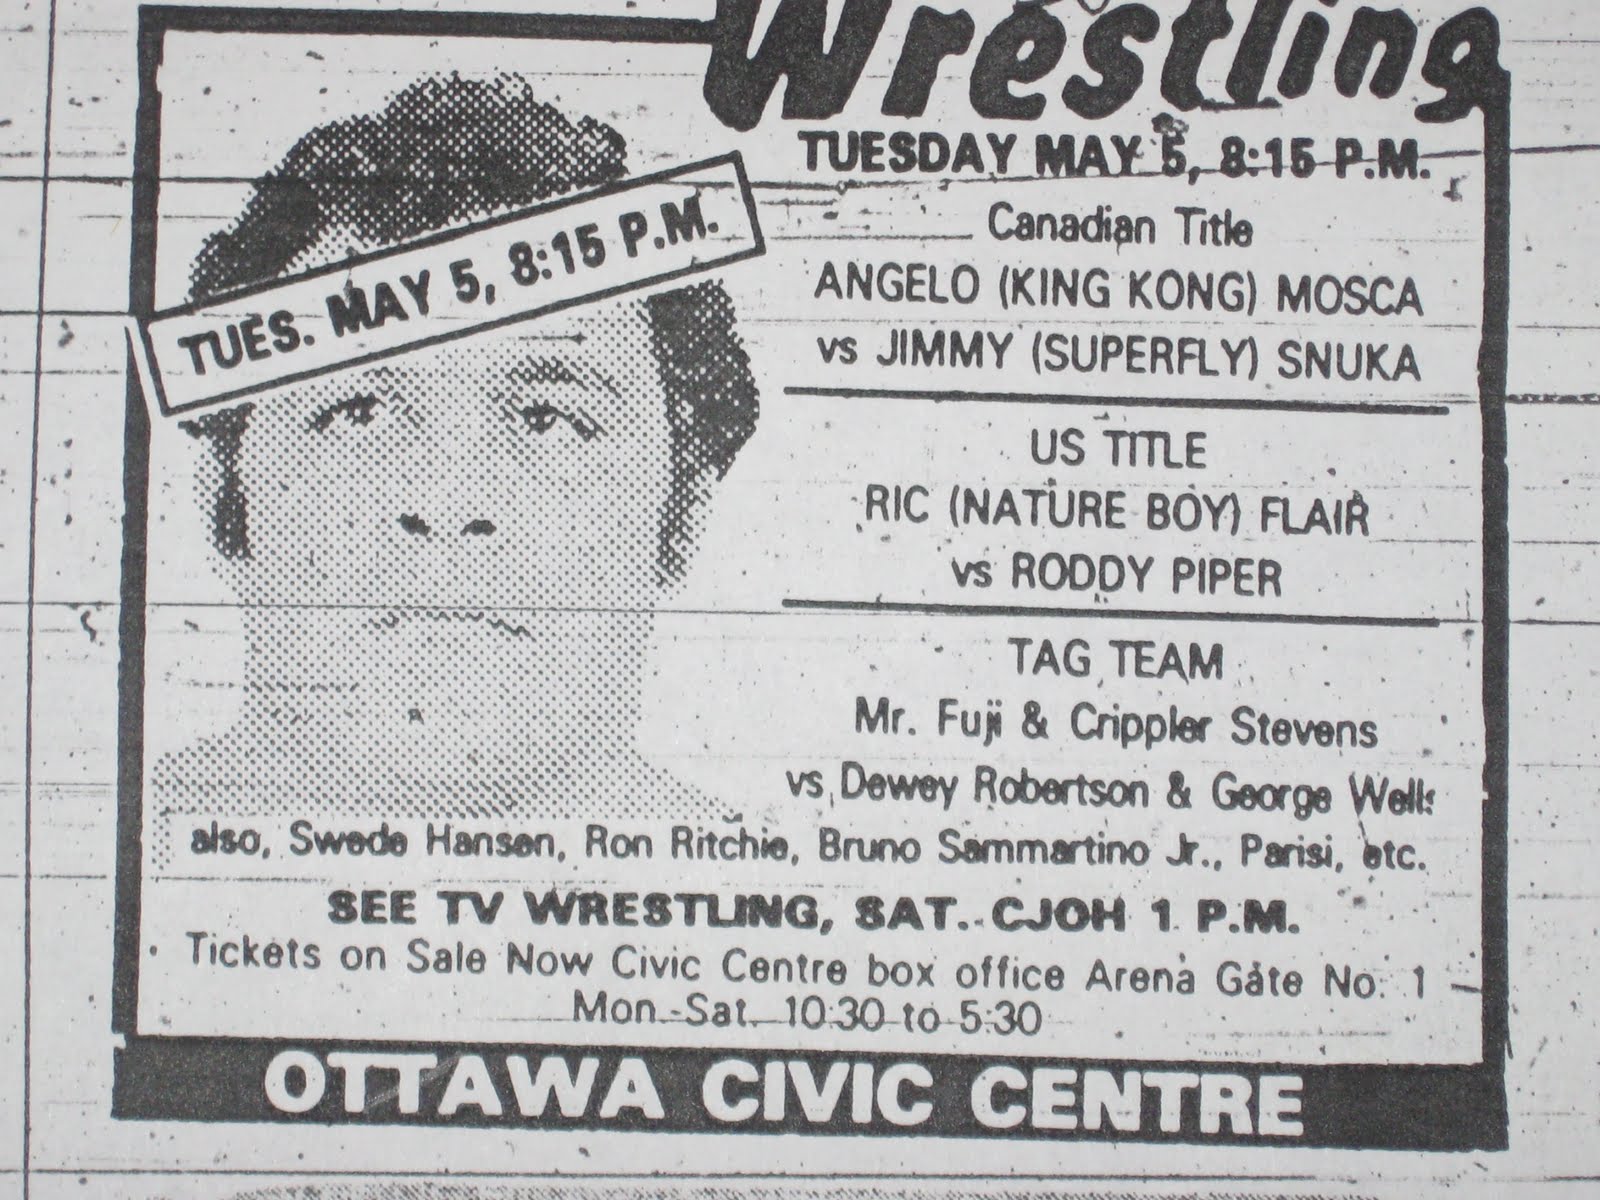 Wrestling
TUESDAY MAY 5, 8:15 P.M.
TUES. MAY 5, 8:15 P.M.
Canadian Title
ANGELO (KING KONG) MOSCA
vs JIMMY (SUPERFLY) SNUKA
US TITLE
RIC (NATURE BOY) FLAIR
vs RODDY PIPER
TAG TEAM
Mr. Fuji & Crippler Stevens
vs Dewey Robertson & George Wells
also, Swede Hansen, Ron Ritchie, Bruno Sammartino Jr., Parisi, etc.
SEE TV WRESTLING, SAT. CJOH 1 P.M.
Tickets on Sale Now Civic Centre box office Arena Gate No. 1
Mon.-Sat. 10:30 to 5:30
OTTAWA CIVIC CENTRE